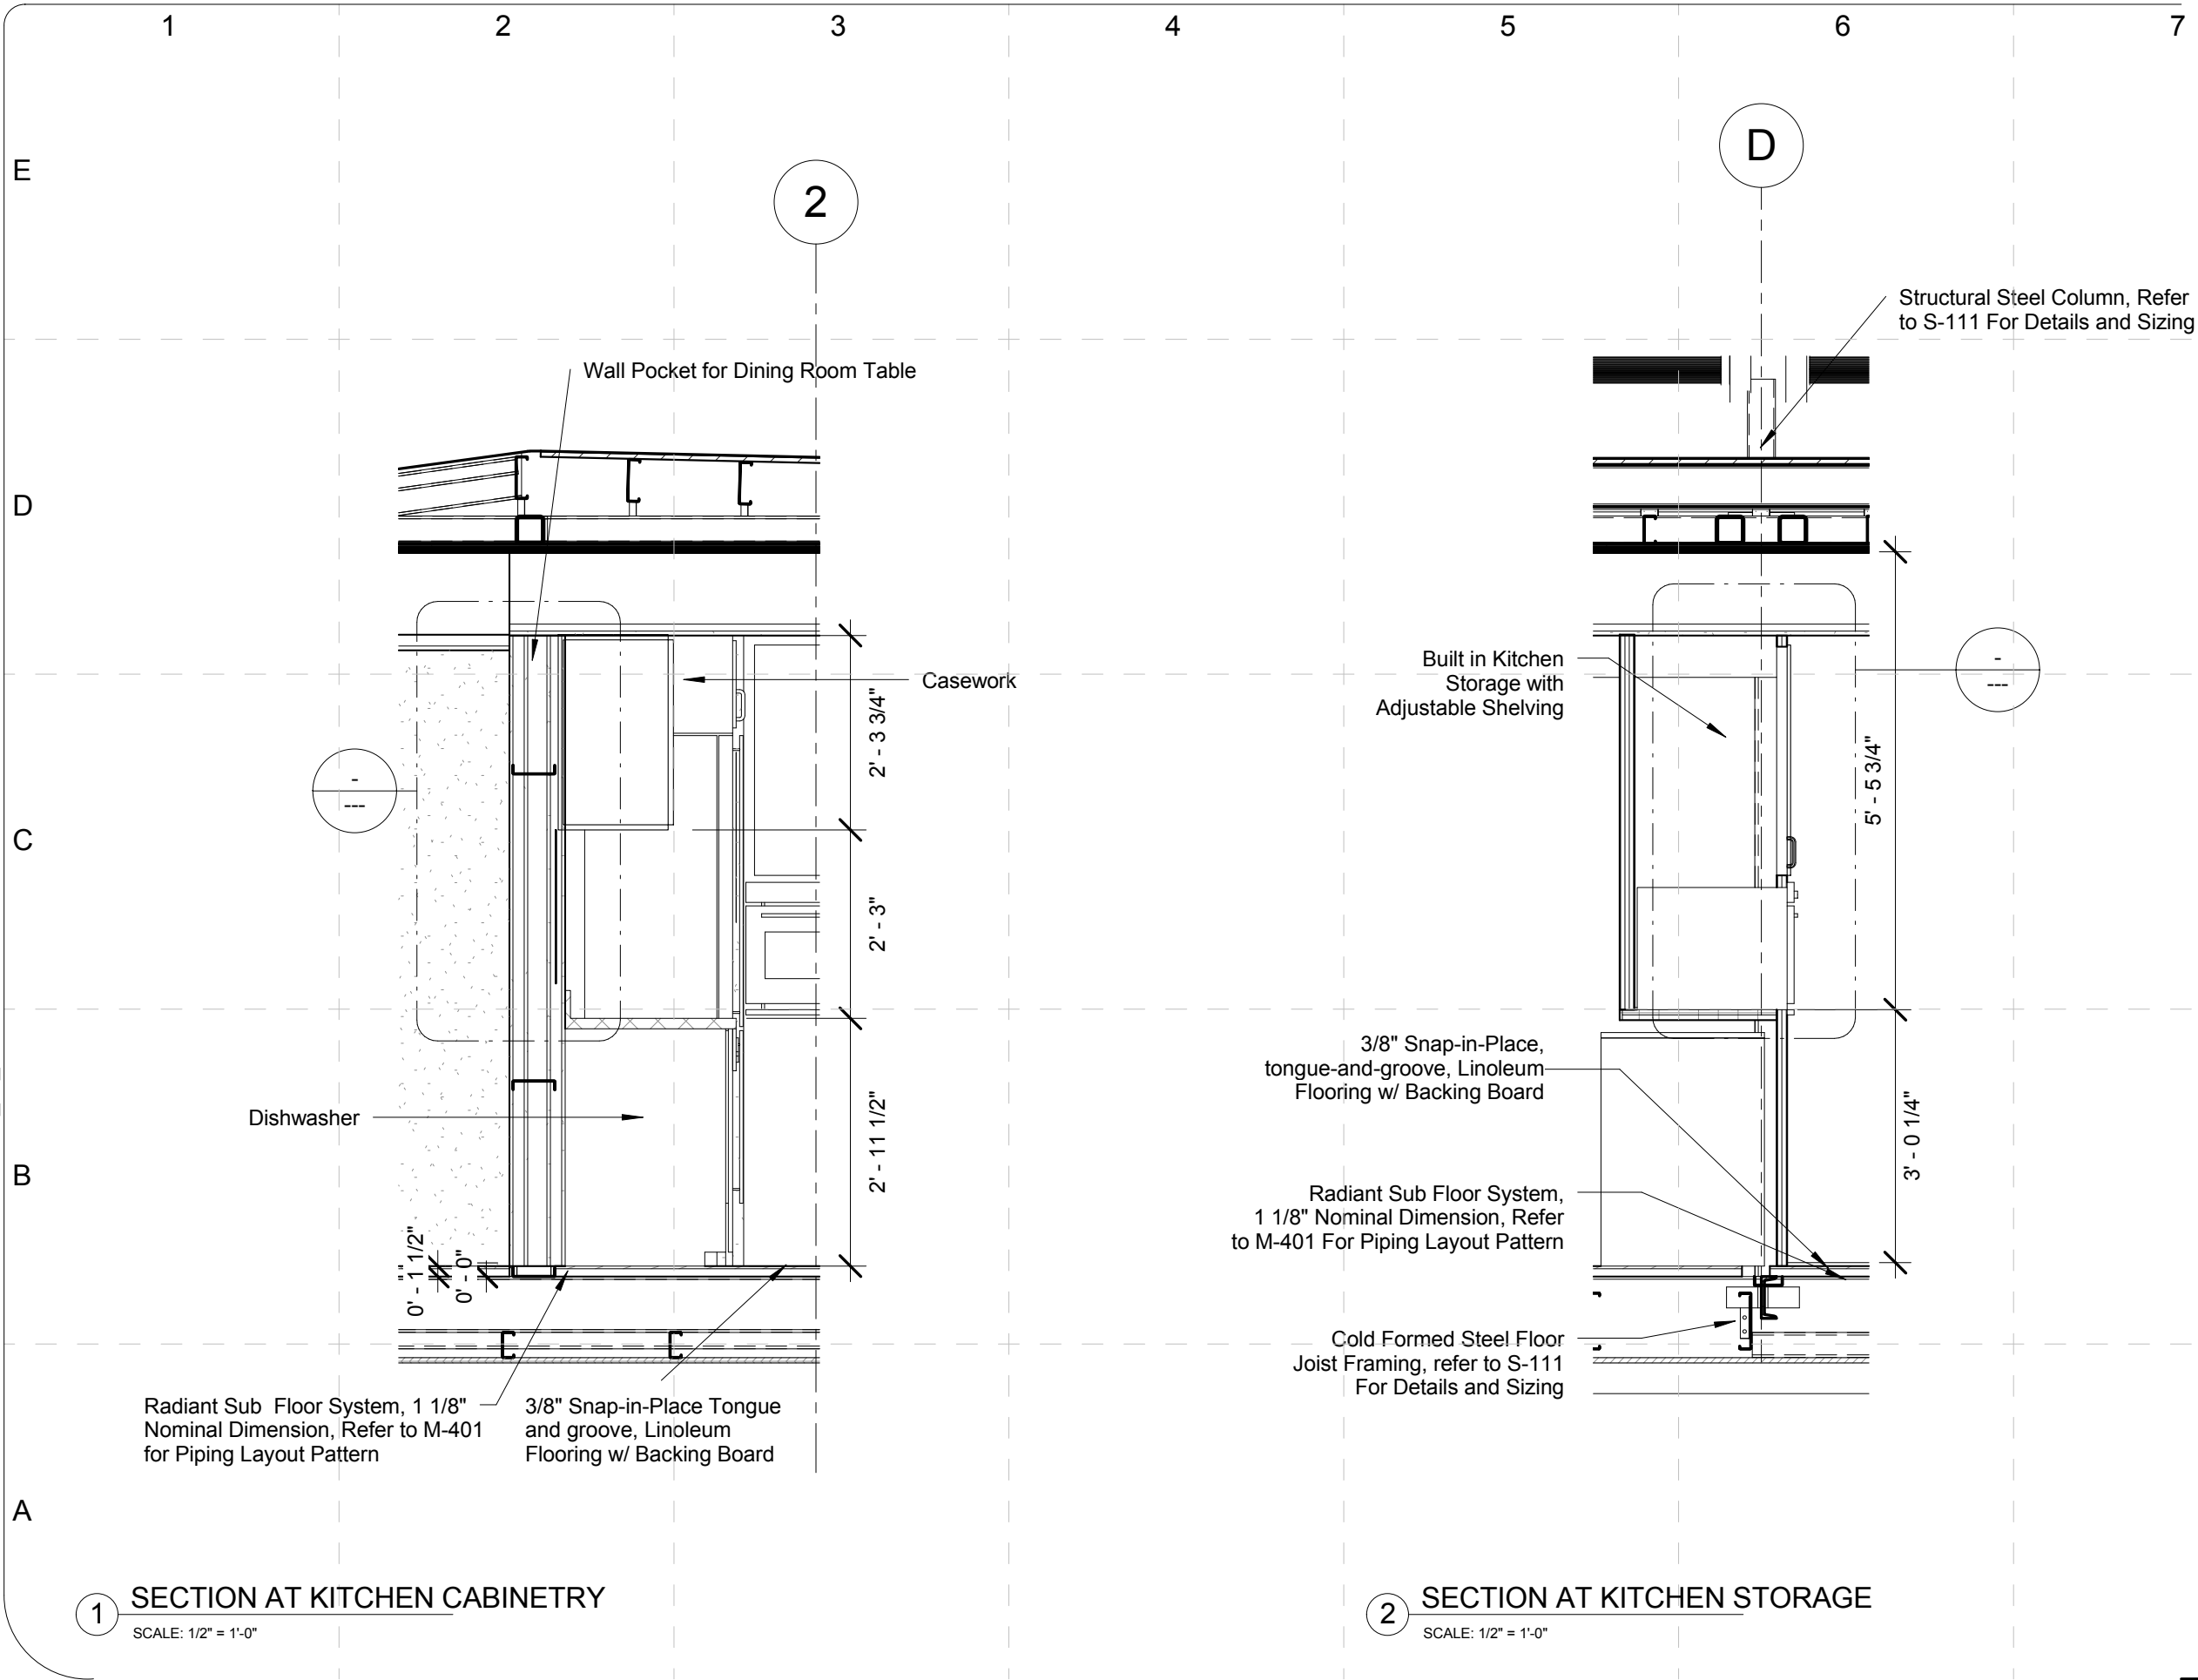 1 2 3 4 5 6 7
E
D
C
B
A
2
Wall Pocket for Dining Room Table
Casework
2' - 3 3/4"
2' - 3"
2' - 11 1/2"
-
---
Dishwasher
0' - 1 1/2"
0' - 0"
Radiant Sub Floor System, 1 1/8"
Nominal Dimension, Refer to M-401
for Piping Layout Pattern
3/8" Snap-in-Place Tongue
and groove, Linoleum
Flooring w/ Backing Board
1 SECTION AT KITCHEN CABINETRY
SCALE: 1/2" = 1'-0"
D
Structural Steel Column, Refer
to S-111 For Details and Sizing
Built in Kitchen
Storage with
Adjustable Shelving
-
---
5' - 5 3/4"
3' - 0 1/4"
3/8" Snap-in-Place,
tongue-and-groove, Linoleum
Flooring w/ Backing Board
Radiant Sub Floor System,
1 1/8" Nominal Dimension, Refer
to M-401 For Piping Layout Pattern
Cold Formed Steel Floor
Joist Framing, refer to S-111
For Details and Sizing
2 SECTION AT KITCHEN STORAGE
SCALE: 1/2" = 1'-0"